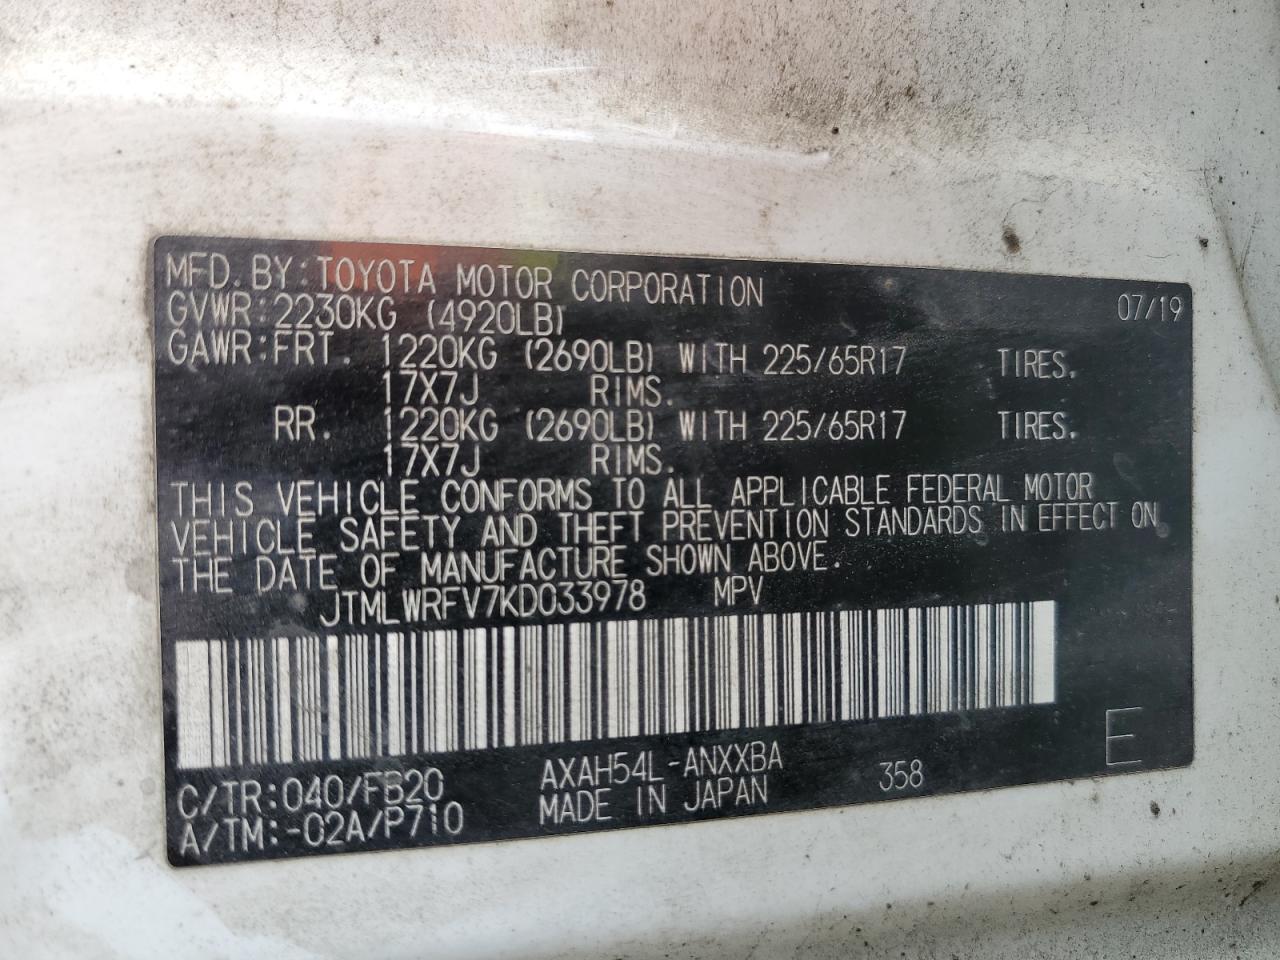 MFD. BY: TOYOTA MOTOR CORPORATION 07/19
GVWR: 2230KG (4920LB)
GAWR: FRT. 1220KG (2690LB) WITH 225/65R17 TIRES.
17X7J RIMS.
RR. 1220KG (2690LB) WITH 225/65R17 TIRES.
17X7J RIMS.
THIS VEHICLE CONFORMS TO ALL APPLICABLE FEDERAL MOTOR
VEHICLE SAFETY AND THEFT PREVENTION STANDARDS IN EFFECT ON
THE DATE OF MANUFACTURE SHOWN ABOVE.
JTMLWRFV7KD033978 MPV
E
C/TR: 040/FB20 AXAH54L-ANXXBA 358
A/TM: -02A/P710 MADE IN JAPAN